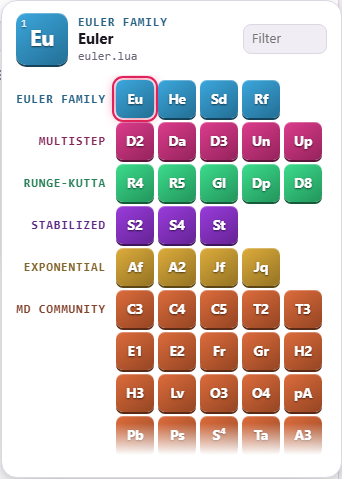 1
Eu
EULER FAMILY
Euler
euler.lua
Filter
EULER FAMILY Eu He Sd Rf
MULTISTEP D2 Da D3 Un Up
RUNGE-KUTTA R4 R5 Gl Dp D8
STABILIZED S2 S4 St
EXPONENTIAL Af A2 Jf Jq
MD COMMUNITY C3 C4 C5 T2 T3
E1 E2 Fr Gr H2
H3 Lv O3 O4 pA
Pb Ps S⁴ Ta A3